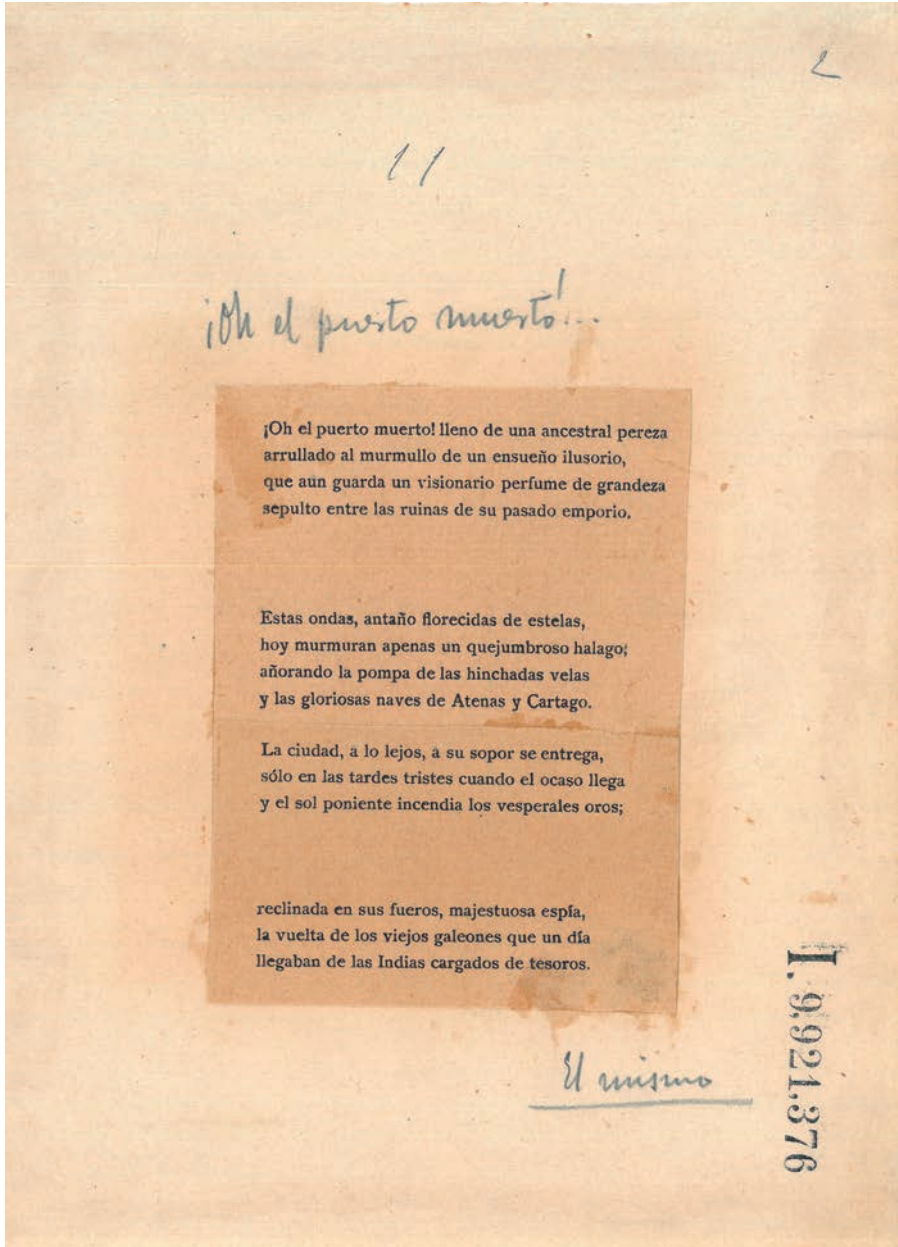 2
11
¡Oh el puerto muerto!...
¡Oh el puerto muerto! lleno de una ancestral pereza
arrullado al murmullo de un ensueño ilusorio,
que aun guarda un visionario perfume de grandeza
sepulto entre las ruinas de su pasado emporio.
Estas ondas, antaño florecidas de estelas,
hoy murmuran apenas un quejumbroso halago;
añorando la pompa de las hinchadas velas
y las gloriosas naves de Atenas y Cartago.
La ciudad, a lo lejos, a su sopor se entrega,
sólo en las tardes tristes cuando el ocaso llega
y el sol poniente incendia los vesperales oros;
reclinada en sus fueros, majestuosa espía,
la vuelta de los viejos galeones que un día
llegaban de las Indias cargados de tesoros.
El mismo
I. 9,921,376